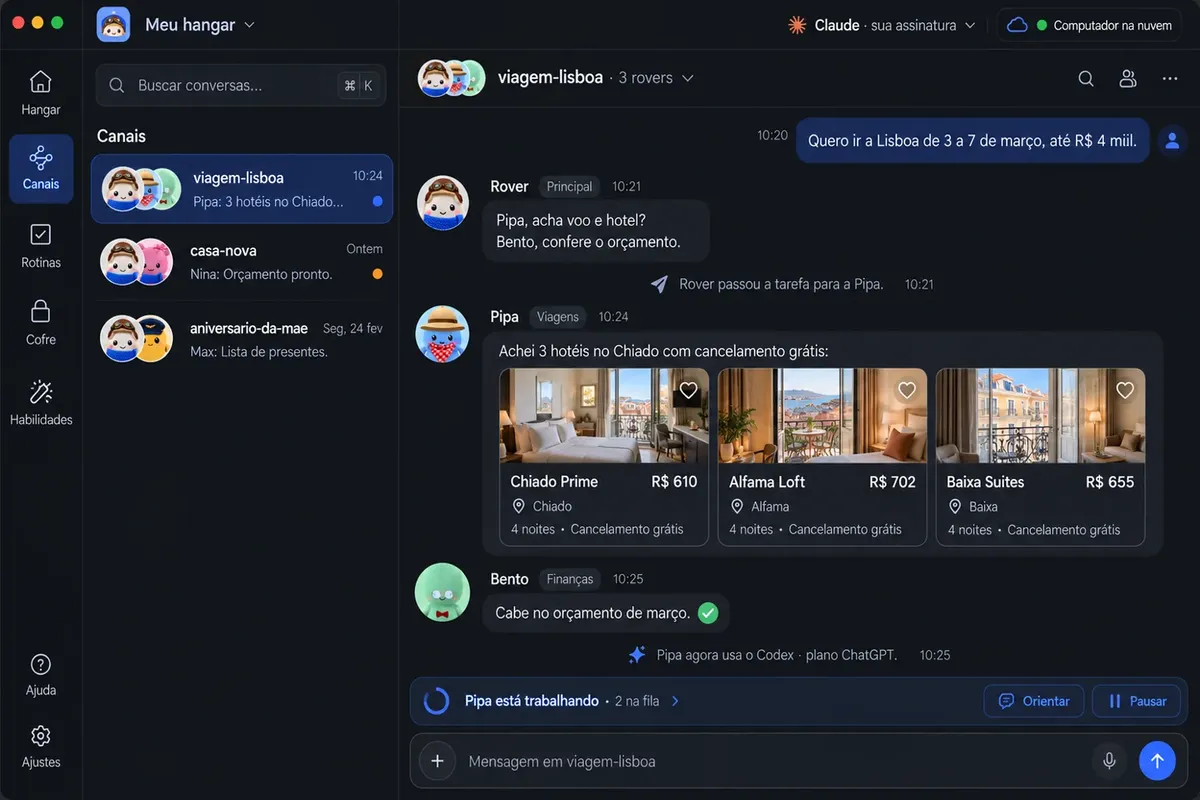 Meu hangar
Claude · sua assinatura
Computador na nuvem
Hangar
Canais
Rotinas
Cofre
Habilidades
Ajuda
Ajustes
Buscar conversas...
⌘ K
Canais
viagem-lisboa 10:24
Pipa: 3 hotéis no Chiado...
casa-nova Ontem
Nina: Orçamento pronto.
aniversario-da-mae Seg, 24 fev
Max: Lista de presentes.
viagem-lisboa · 3 rovers
10:20 Quero ir a Lisboa de 3 a 7 de março, até R$ 4 miil.
Rover Principal 10:21
Pipa, acha voo e hotel?
Bento, confere o orçamento.
Rover passou a tarefa para a Pipa. 10:21
Pipa Viagens 10:24
Achei 3 hotéis no Chiado com cancelamento grátis:
Chiado Prime R$ 610
Chiado
4 noites • Cancelamento grátis
Alfama Loft R$ 702
Alfama
4 noites • Cancelamento grátis
Baixa Suites R$ 655
Baixa
4 noites • Cancelamento grátis
Bento Finanças 10:25
Cabe no orçamento de março.
Pipa agora usa o Codex · plano ChatGPT. 10:25
Pipa está trabalhando • 2 na fila
Orientar
Pausar
Mensagem em viagem-lisboa